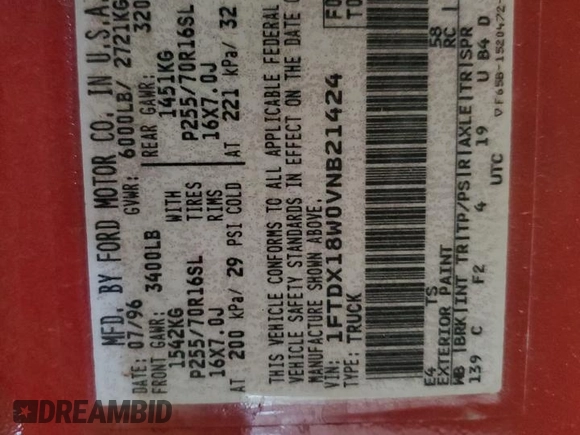 MFD. BY FORD MOTOR CO. IN U.S.A.
DATE: 07/96 GVWR: 6000LB/ 2721KG
FRONT GAWR: 3400LB REAR GAWR: 320
1542KG WITH 1451KG
P255/70R16SL TIRES P255/70R16SL
16X7.0J RIMS 16X7.0J
AT 200 kPa/ 29 PSI COLD AT 221 kPa/ 32
THIS VEHICLE CONFORMS TO ALL APPLICABLE FEDERAL
VEHICLE SAFETY STANDARDS IN EFFECT ON THE DATE O
MANUFACTURE SHOWN ABOVE.
VIN: 1FTDX18W0VNB21424
TYPE: TRUCK
E4 TS 58
EXTERIOR PAINT RC
WB |BRK|INT TR|TP/PS|R|AXLE|TR|SPR
139 C F2 4 19 U B4 D
UTC VF65B-1520472-
DREAMBID